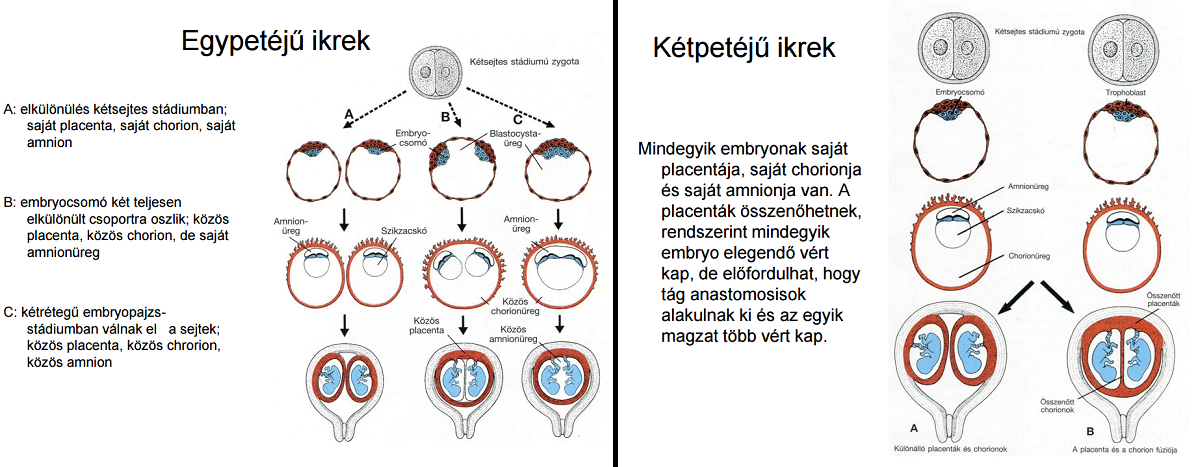 Egypetéjű ikrek
Kétsejtes stádiumú zygota
A: elkülönülés kétsejtes stádiumban;
saját placenta, saját chorion, saját
amnion
A
B
C
Embryo-
csomó
Blastocysta-
üreg
B: embryocsomó két teljesen
elkülönült csoportra oszlik; közös
placenta, közös chorion, de saját
amnionüreg
Amnion-
üreg
Szikzacskó
Amnion-
üreg
Közös
chorionüreg
C: kétrétegű embryopajzs-
stádiumban válnak el a sejtek;
közös placenta, közös chrorion,
közös amnion
Közös
placenta
Közös
amnionüreg
Kétpetéjű ikrek
Kétsejtes stádiumú zygota
Embryocsomó
Trophoblast
Mindegyik embryonak saját
placentája, saját chorionja
és saját amnionja van. A
placenták összenőhetnek,
rendszerint mindegyik
embryo elegendő vért
kap, de előfordulhat, hogy
tág anastomosisok
alakulnak ki és az egyik
magzat több vért kap.
Amnionüreg
Szikzacskó
Chorionüreg
Összenőtt
placenták
Összenőtt
chorionok
A
B
Különálló placenták és chorionok
A placenta és a chorion fúziója